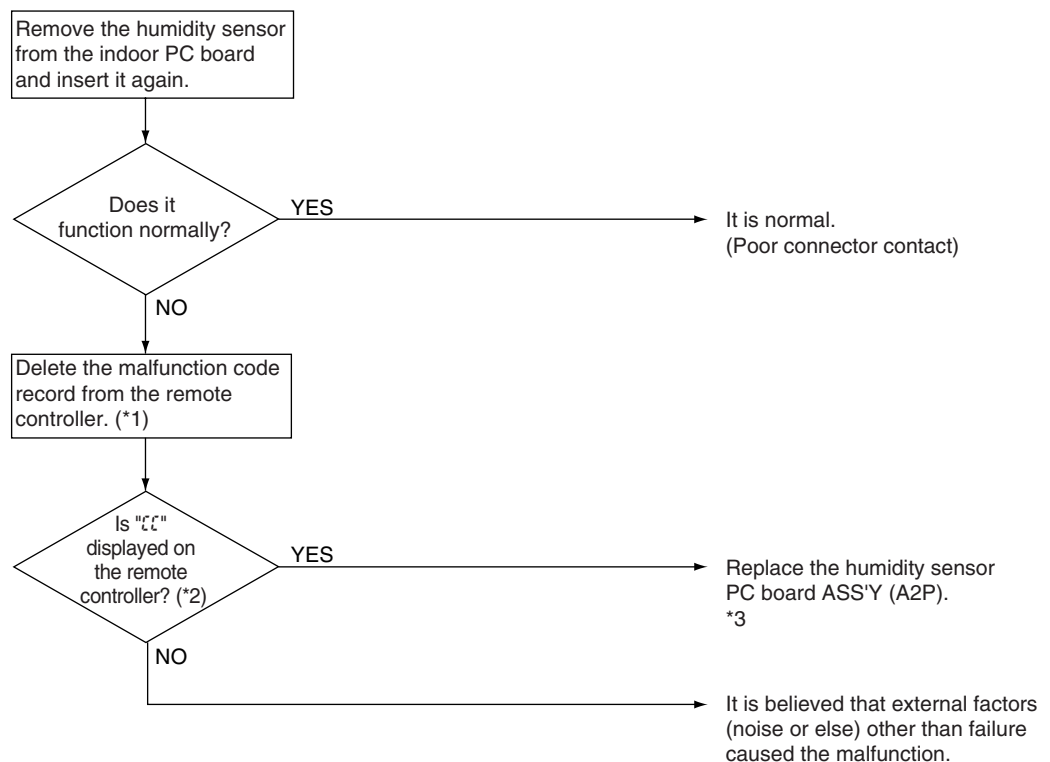 Remove the humidity sensor
from the indoor PC board
and insert it again.
Does it
function normally?
YES
It is normal.
(Poor connector contact)
NO
Delete the malfunction code
record from the remote
controller. (*1)
Is "CC"
displayed on
the remote
controller? (*2)
YES
Replace the humidity sensor
PC board ASS'Y (A2P).
*3
NO
It is believed that external factors
(noise or else) other than failure
caused the malfunction.